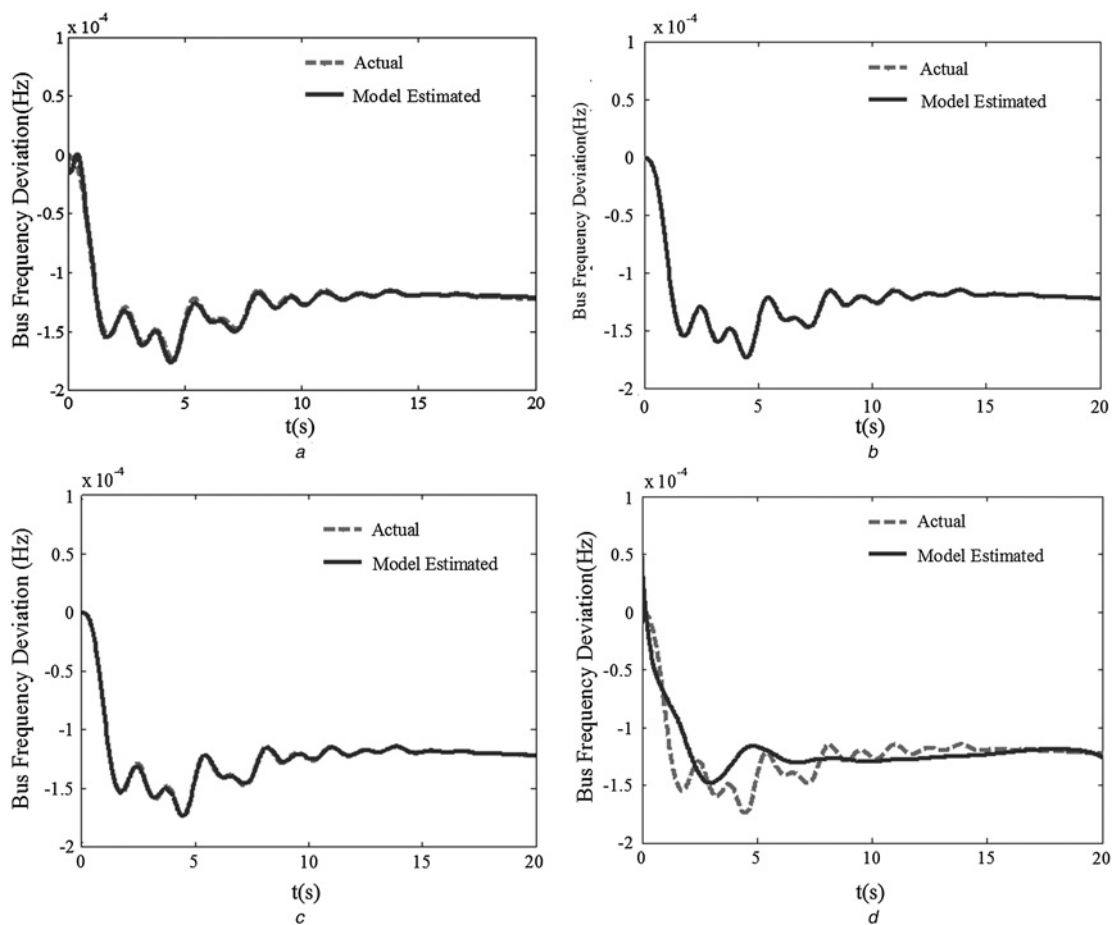 x 10-4
1
0.5
0
-0.5
-1
-1.5
-2
Bus Frequency Deviation(Hz)
Actual
Model Estimated
0 5 10 15 20
t(s)
a
x 10-4
1
0.5
0
-0.5
-1
-1.5
-2
Bus Frequency Deviation(Hz)
Actual
Model Estimated
0 5 10 15 20
t(s)
b
x 10-4
1
0.5
0
-0.5
-1
-1.5
-2
Bus Frequency Deviation (Hz)
Actual
Model Estimated
0 5 10 15 20
t(s)
c
x 10-4
1
0.5
0
-0.5
-1
-1.5
-2
Bus Frequency Deviation(Hz)
Actual
Model Estimated
0 5 10 15 20
t(s)
d